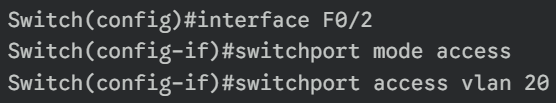 Switch(config)#interface F0/2
Switch(config-if)#switchport mode access
Switch(config-if)#switchport access vlan 20